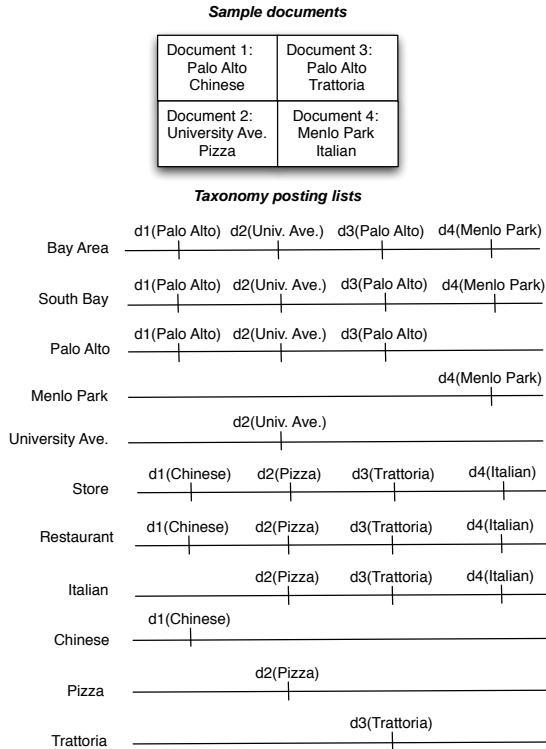 Sample documents
Document 1:
Palo Alto
Chinese
Document 3:
Palo Alto
Trattoria
Document 2:
University Ave.
Pizza
Document 4:
Menlo Park
Italian
Taxonomy posting lists
d1(Palo Alto) d2(Univ. Ave.) d3(Palo Alto) d4(Menlo Park)
Bay Area
d1(Palo Alto) d2(Univ. Ave.) d3(Palo Alto) d4(Menlo Park)
South Bay
d1(Palo Alto) d2(Univ. Ave.) d3(Palo Alto)
Palo Alto
d4(Menlo Park)
Menlo Park
d2(Univ. Ave.)
University Ave.
d1(Chinese) d2(Pizza) d3(Trattoria) d4(Italian)
Store
d1(Chinese) d2(Pizza) d3(Trattoria) d4(Italian)
Restaurant
d2(Pizza) d3(Trattoria) d4(Italian)
Italian
d1(Chinese)
Chinese
d2(Pizza)
Pizza
d3(Trattoria)
Trattoria